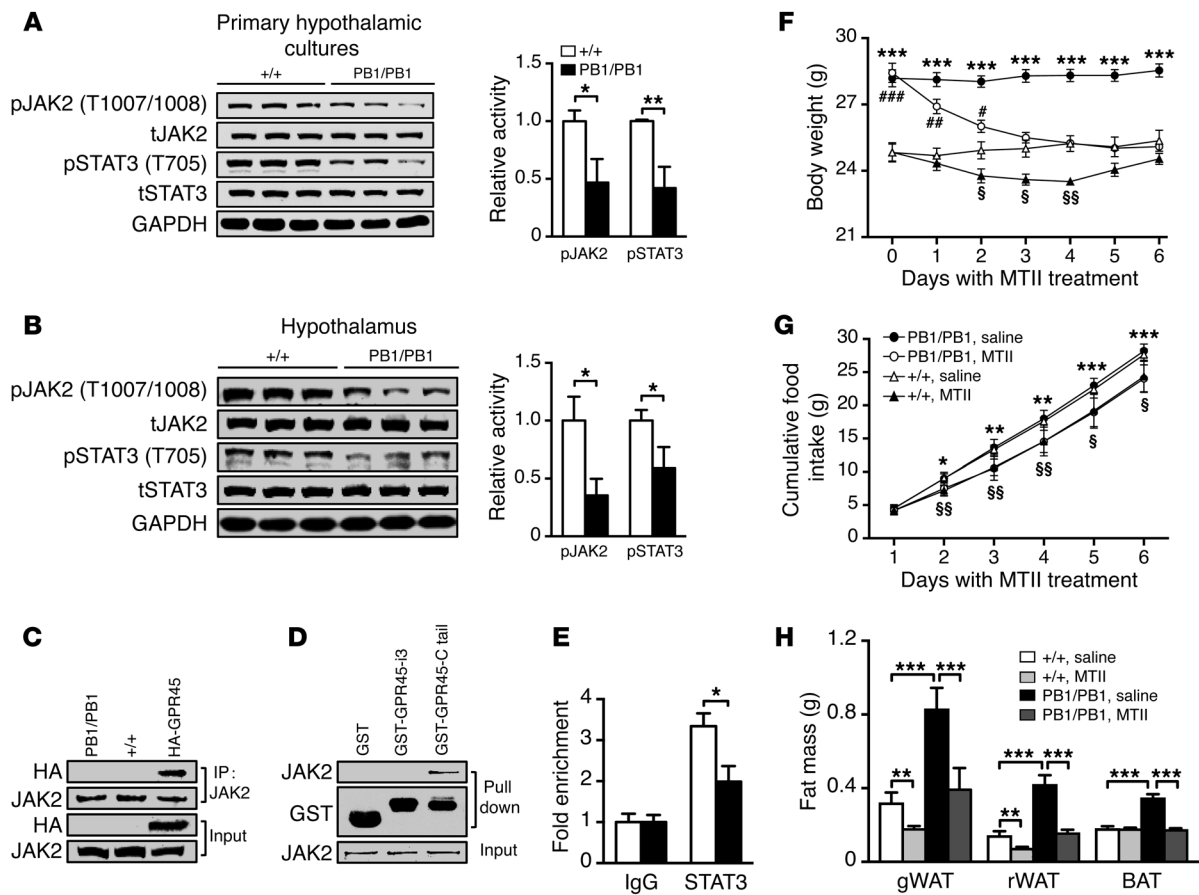 A
Primary hypothalamic
cultures
+/+ PB1/PB1
pJAK2 (T1007/1008)
tJAK2
pSTAT3 (T705)
tSTAT3
GAPDH
+/+
PB1/PB1
Relative activity
1.5
1.0
0.5
0
* **
pJAK2 pSTAT3
B
Hypothalamus
+/+ PB1/PB1
pJAK2 (T1007/1008)
tJAK2
pSTAT3 (T705)
tSTAT3
GAPDH
Relative activity
1.5
1.0
0.5
0
* *
pJAK2 pSTAT3
C
PB1/PB1
+/+
HA-GPR45
HA
JAK2
IP:
JAK2
HA
JAK2
Input
D
GST
GST-GPR45-i3
GST-GPR45-C tail
JAK2
GST
Pull
down
JAK2
Input
E
Fold enrichment
4
3
2
1
0
*
IgG STAT3
F
Body weight (g)
30
27
24
21
*** *** *** *** *** *** ***
### ## #
§ § §§
0 1 2 3 4 5 6
Days with MTII treatment
G
PB1/PB1, saline
PB1/PB1, MTII
+/+, saline
+/+, MTII
Cumulative food
intake (g)
30
25
20
15
10
5
0
* ** ** *** ***
§§ §§ §§ § §
1 2 3 4 5 6
Days with MTII treatment
H
Fat mass (g)
1.2
0.8
0.4
0
+/+, saline
+/+, MTII
PB1/PB1, saline
PB1/PB1, MTII
*** ***
**
*** ***
**
*** ***
gWAT rWAT BAT